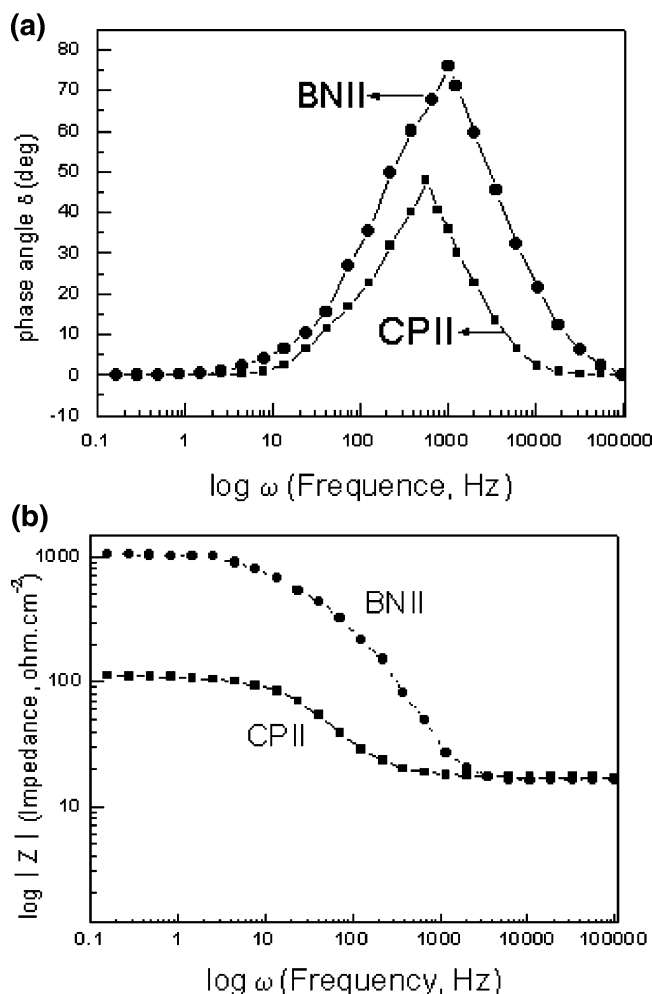 (a)
80
70
60
50
40
30
20
10
0
-10
phase angle δ (deg)
BNII
CPII
0.1 1 10 100 1000 10000 100000
log ω (Frequence, Hz)
(b)
1000
100
10
log | Z | (Impedance, ohm.cm-2)
BNII
CPII
0.1 1 10 100 1000 10000 100000
log ω (Frequency, Hz)